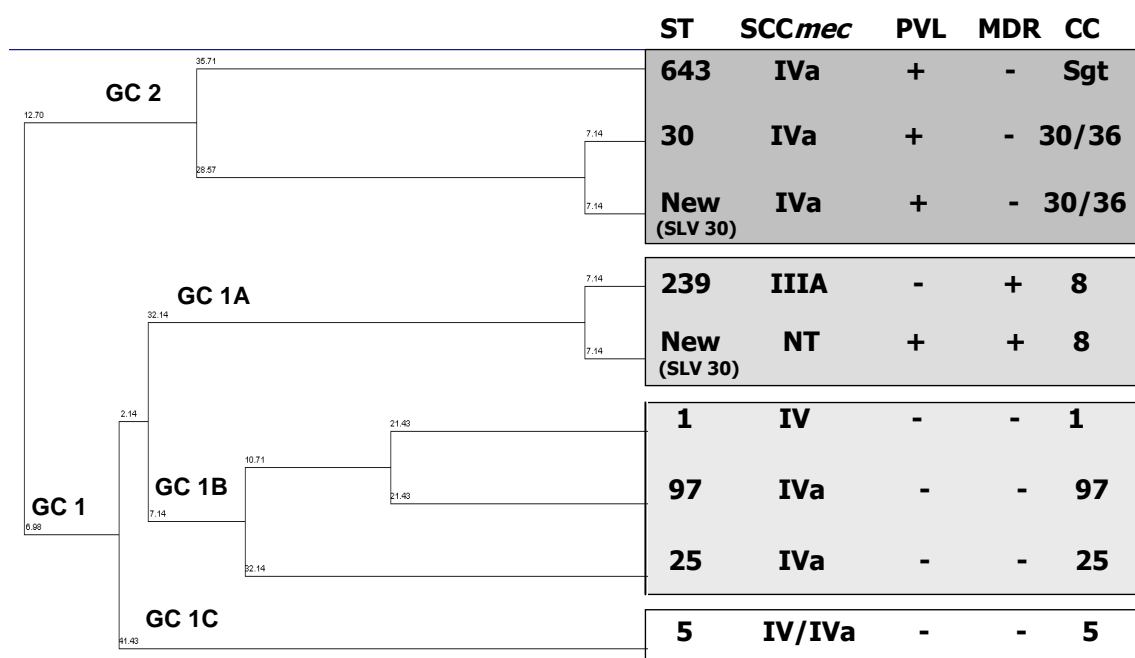 ST SCCmec PVL MDR CC
35.71
643 IVa + - Sgt
GC 2
12.70
7.14
30 IVa + - 30/36
28.57
7.14
New IVa + - 30/36
(SLV 30)
7.14
239 IIIA - + 8
GC 1A
32.14
7.14
New NT + + 8
(SLV 30)
2.14
21.43
1 IV - - 1
10.71
GC 1B
21.43
97 IVa - - 97
GC 1
7.14
6.98
32.14
25 IVa - - 25
GC 1C
41.43
5 IV/IVa - - 5